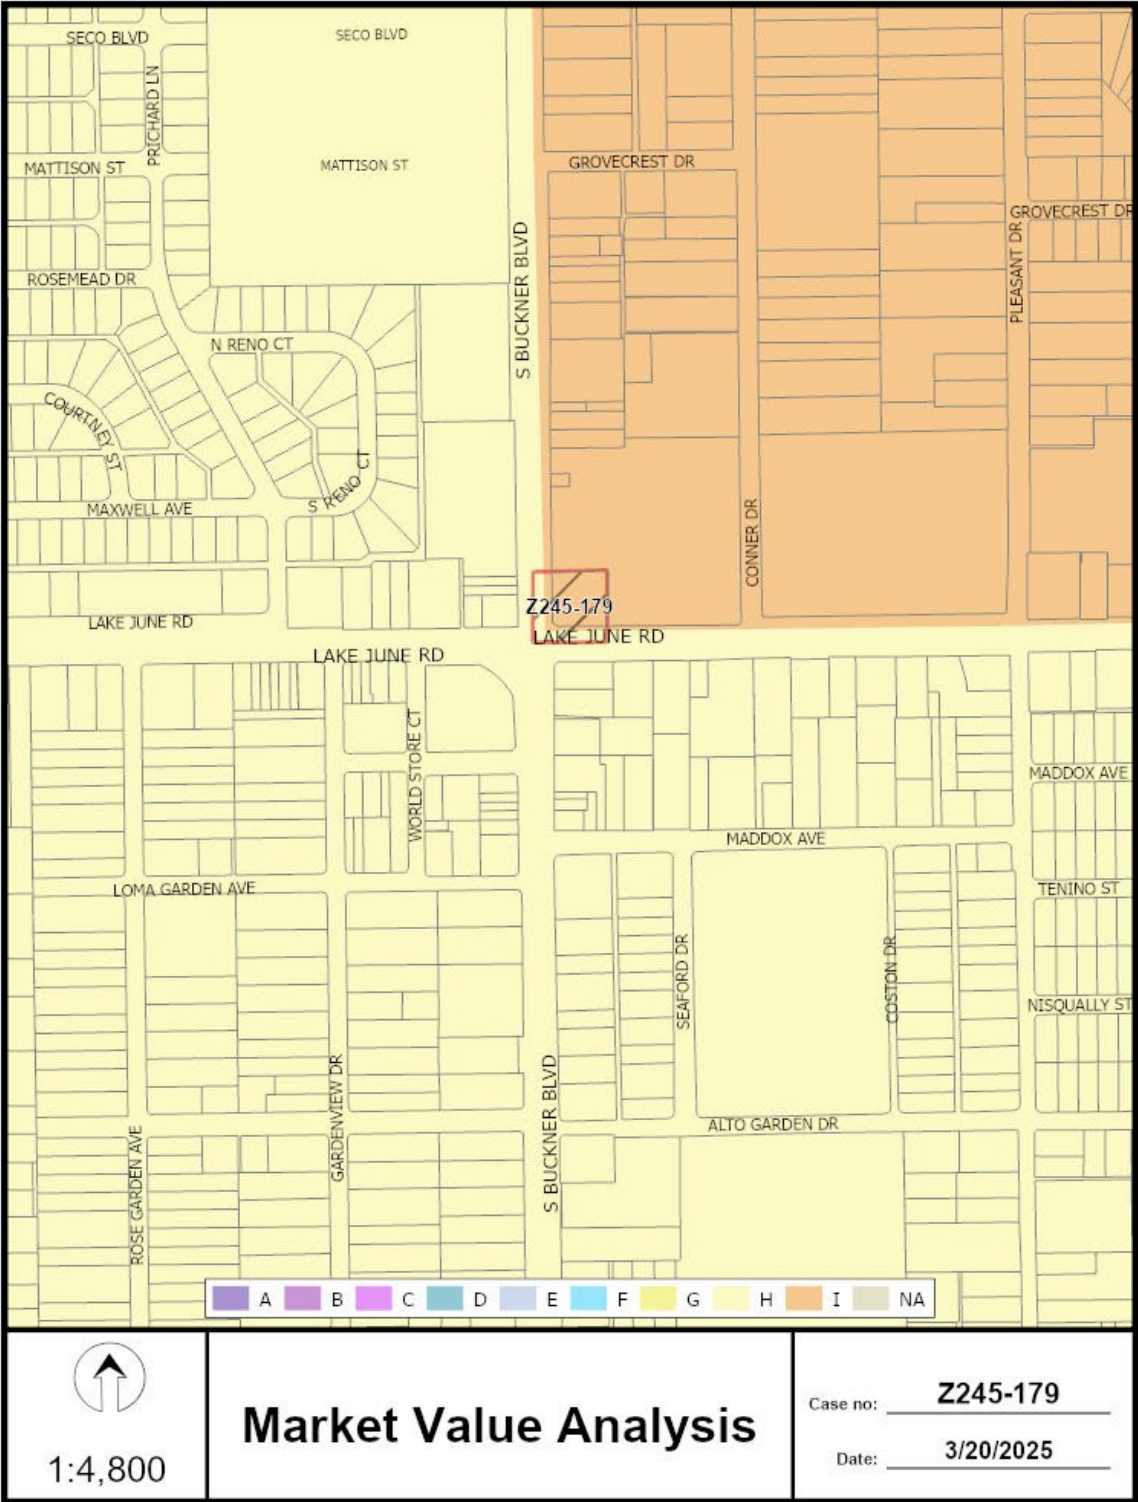 SECO BLVD
SECO BLVD
PRICHARD LN
MATTISON ST
MATTISON ST
GROVECREST DR
GROVECREST DR
PLEASANT DR
S BUCKNER BLVD
ROSEMEAD DR
N RENO CT
COURTNEY ST
S RENO CT
MAXWELL AVE
CONNER DR
Z245-179
LAKE JUNE RD
LAKE JUNE RD
LAKE JUNE RD
WORLD STORE CT
MADDOX AVE
MADDOX AVE
LOMA GARDEN AVE
TENINO ST
SEAFORD DR
COSTON DR
NISQUALLY ST
GARDENVIEW DR
S BUCKNER BLVD
ROSE GARDEN AVE
ALTO GARDEN DR
A B C D E F G H I NA
1:4,800
Market Value Analysis
Case no: Z245-179
Date: 3/20/2025